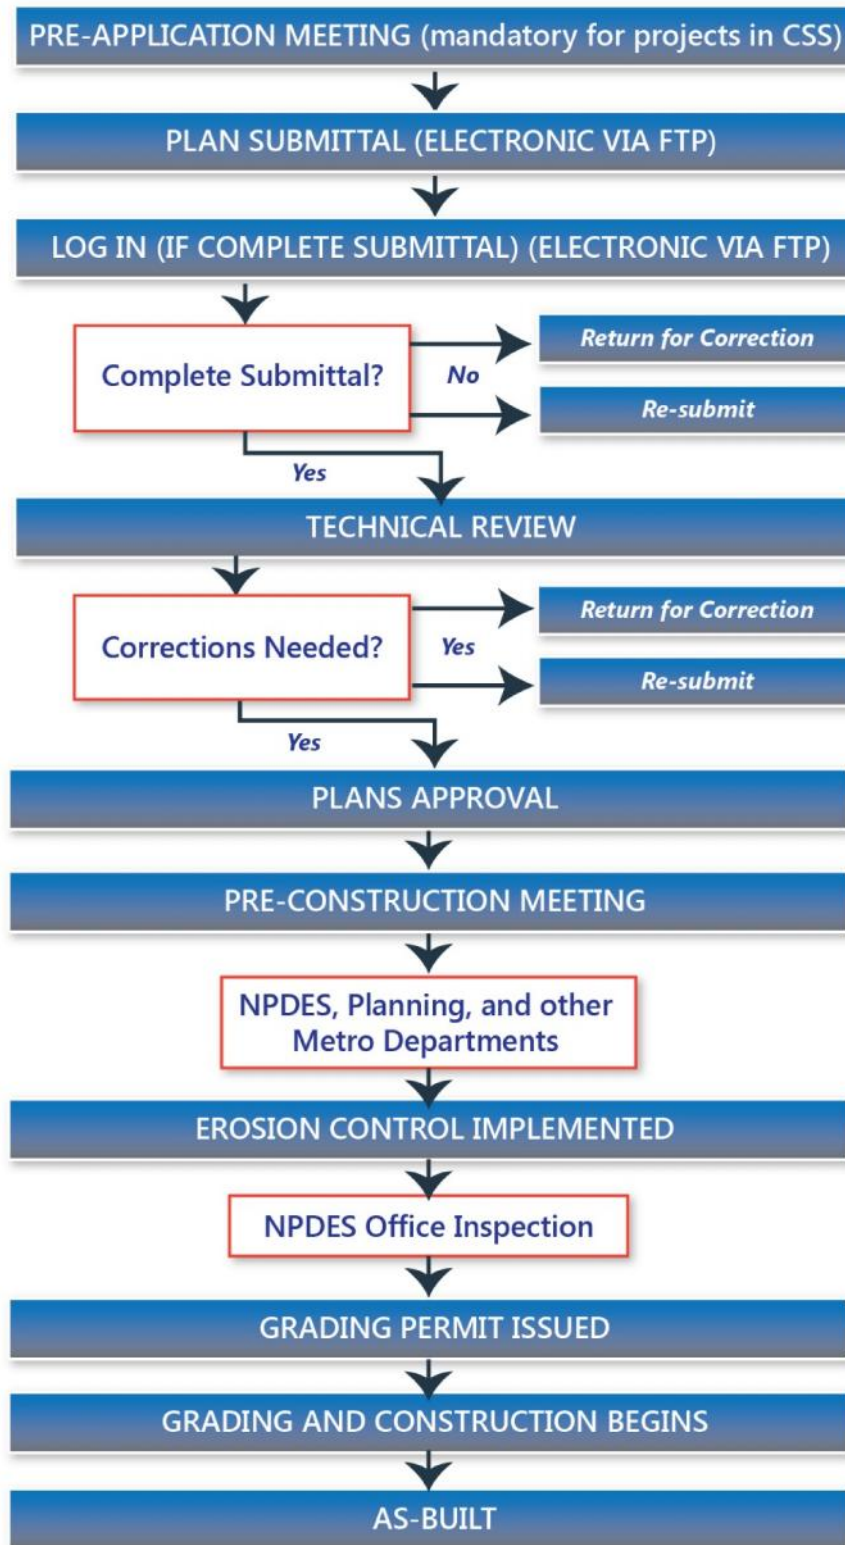 PRE-APPLICATION MEETING (mandatory for projects in CSS)
PLAN SUBMITTAL (ELECTRONIC VIA FTP)
LOG IN (IF COMPLETE SUBMITTAL) (ELECTRONIC VIA FTP)
Complete Submittal?
No
Return for Correction
Re-submit
Yes
TECHNICAL REVIEW
Corrections Needed?
Yes
Return for Correction
Re-submit
Yes
PLANS APPROVAL
PRE-CONSTRUCTION MEETING
NPDES, Planning, and other
Metro Departments
EROSION CONTROL IMPLEMENTED
NPDES Office Inspection
GRADING PERMIT ISSUED
GRADING AND CONSTRUCTION BEGINS
AS-BUILT